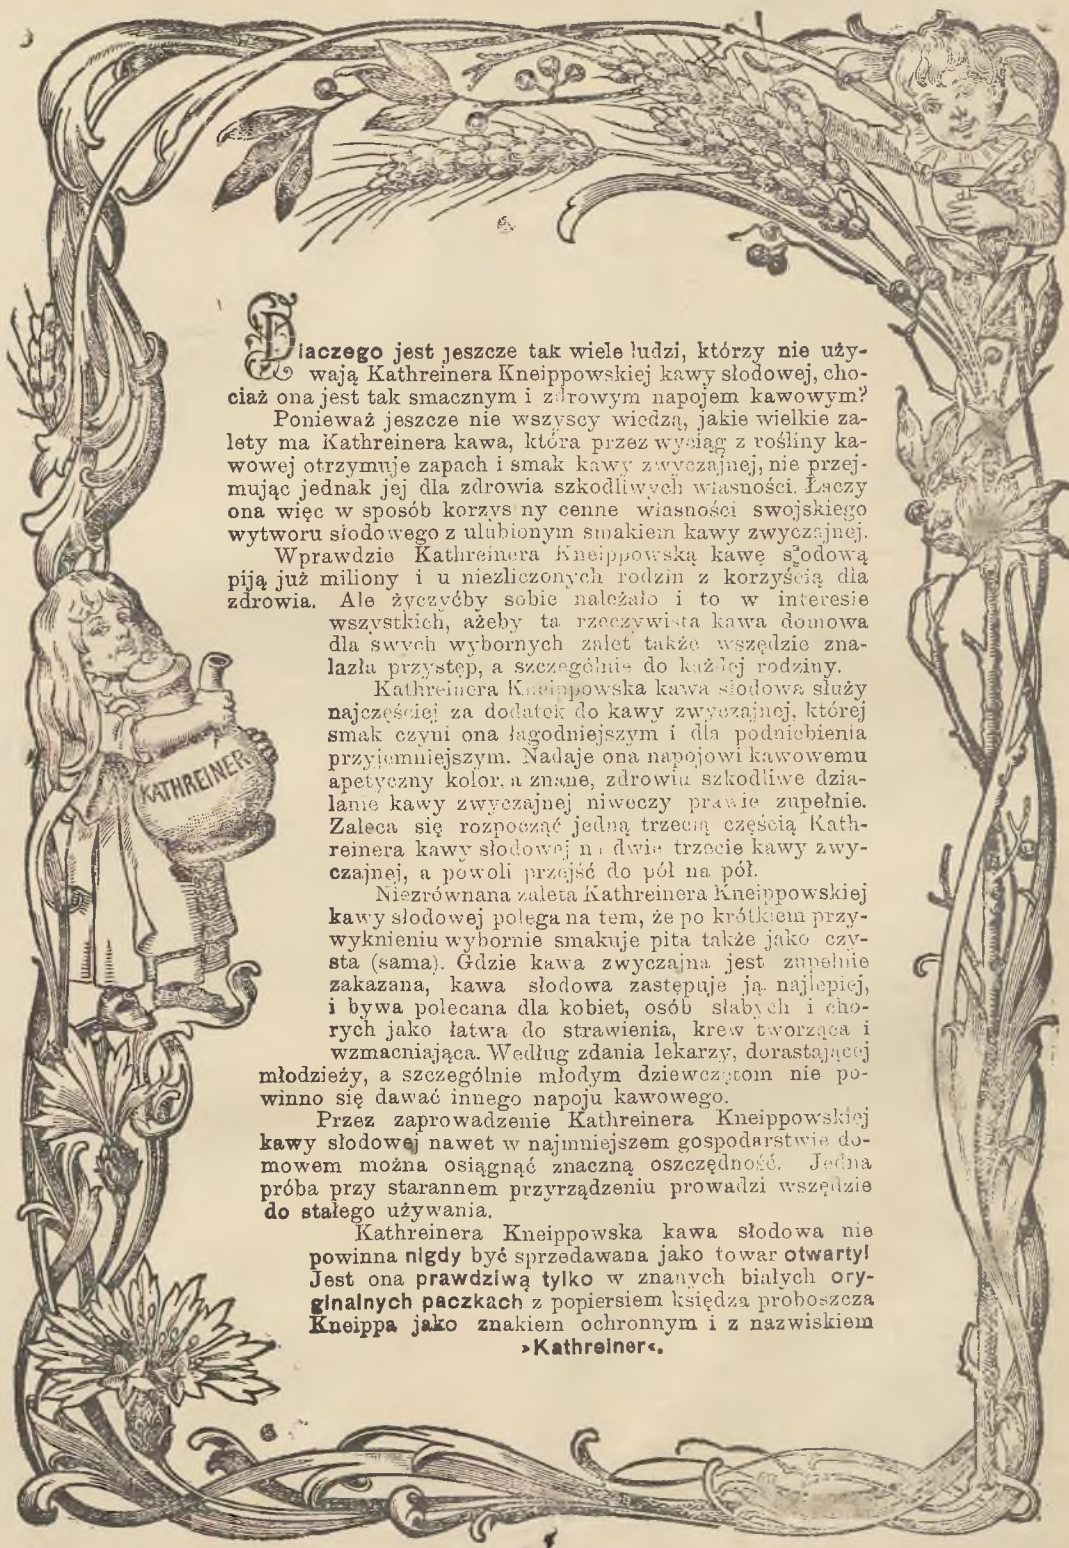 Dlaczego jest jeszcze tak wiele ludzi, którzy nie uży-
wają Kathreinera Kneippowskiej kawy słodowej, cho-
ciaż ona jest tak smacznym i zdrowym napojem kawowym?
Ponieważ jeszcze nie wszyscy wiedzą, jakie wielkie za-
lety ma Kathreinera kawa, która przez wyciąg z rośliny ka-
wowej otrzymuje zapach i smak kawy zwyczajnej, nie przej-
mując jednak jej dla zdrowia szkodliwych własności. Łączy
ona więc w sposób korzystny cenne własności swojskiego
wytworu słodowego z ulubionym smakiem kawy zwyczajnej.
Wprawdzie Kathreinera Kneippowską kawę słodową
piją już miliony i u niezliczonych rodzin z korzyścią dla
zdrowia. Ale życzyćby sobie należało i to w interesie
wszystkich, ażeby ta rzeczywista kawa domowa
dla swych wybornych zalet także wszędzie zna-
lazła przystęp, a szczególnie do każdej rodziny.
Kathreinera Kneippowska kawa słodowa służy
najczęściej za dodatek do kawy zwyczajnej, której
smak czyni ona łagodniejszym i dla podniebienia
przyjemniejszym. Nadaje ona napojowi kawowemu
apetyczny kolor, a znane, zdrowiu szkodliwe dzia-
łanie kawy zwyczajnej niweczy prawie zupełnie.
Zaleca się rozpocząć jedną trzecią częścią Kath-
reinera kawy słodowej na dwie trzecie kawy zwy-
czajnej, a powoli przejść do pół na pół.
Niezrównana zaleta Kathreinera Kneippowskiej
kawy słodowej polega na tem, że po krótkiem przy-
wyknieniu wybornie smakuje pita także jako czy-
sta (sama). Gdzie kawa zwyczajna jest zupełnie
zakazana, kawa słodowa zastępuje ją najlepiej,
i bywa polecana dla kobiet, osób słabych i cho-
rych jako łatwa do strawienia, krew tworząca i
wzmacniająca. Według zdania lekarzy, dorastającej
młodzieży, a szczególnie młodym dziewczętom nie po-
winno się dawać innego napoju kawowego.
Przez zaprowadzenie Kathreinera Kneippowskiej
kawy słodowej nawet w najmniejszem gospodarstwie do-
mowem można osiągnąć znaczną oszczędność. Jedna
próba przy starannem przyrządzeniu prowadzi wszędzie
do stałego używania.
Kathreinera Kneippowska kawa słodowa nie
powinna nigdy być sprzedawana jako towar otwarty!
Jest ona prawdziwą tylko w znanych białych ory-
ginalnych paczkach z popiersiem księdza proboszcza
Kneippa jako znakiem ochronnym i z nazwiskiem
»Kathreiner«.
KATHREINER